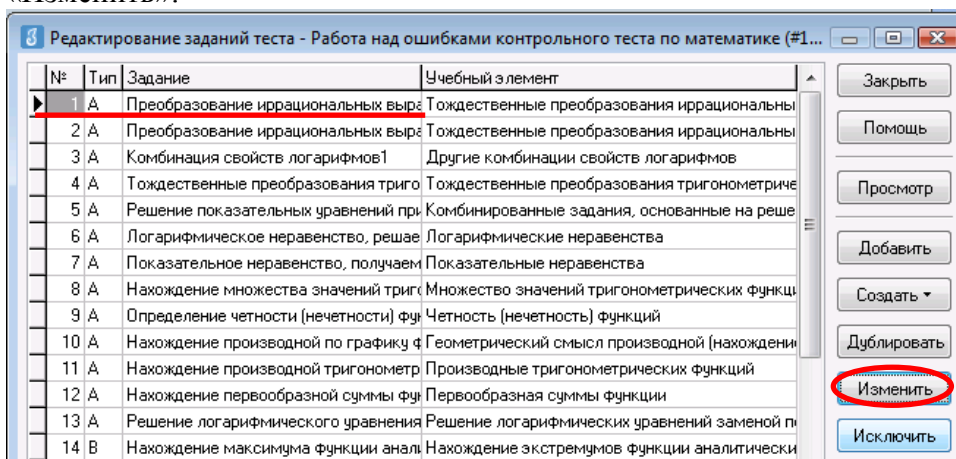 Редактирование заданий теста - Работа над ошибками контрольного теста по математике (#1...
№ Тип Задание Учебный элемент
1 А Преобразование иррациональных выра Тождественные преобразования иррациональны
2 А Преобразование иррациональных выра Тождественные преобразования иррациональны
3 А Комбинация свойств логарифмов1 Другие комбинации свойств логарифмов
4 А Тождественные преобразования триго Тождественные преобразования тригонометриче
5 А Решение показательных уравнений при Комбинированные задания, основанные на реше
6 А Логарифмическое неравенство, решае Логарифмические неравенства
7 А Показательное неравенство, получаем Показательные неравенства
8 А Нахождение множества значений триго Множество значений тригонометрических функци
9 А Определение четности (нечетности) фун Четность (нечетность) функций
10 А Нахождение производной по графику ф Геометрический смысл производной (нахождени
11 А Нахождение производной тригонометр Производные тригонометрических функций
12 А Нахождение первообразной суммы фун Первообразная суммы функции
13 А Решение логарифмического уравнения Решение логарифмических уравнений заменой п
14 В Нахождение максимума функции анали Нахождение экстремумов функции аналитически
Закрыть
Помощь
Просмотр
Добавить
Создать
Дублировать
Изменить
Исключить